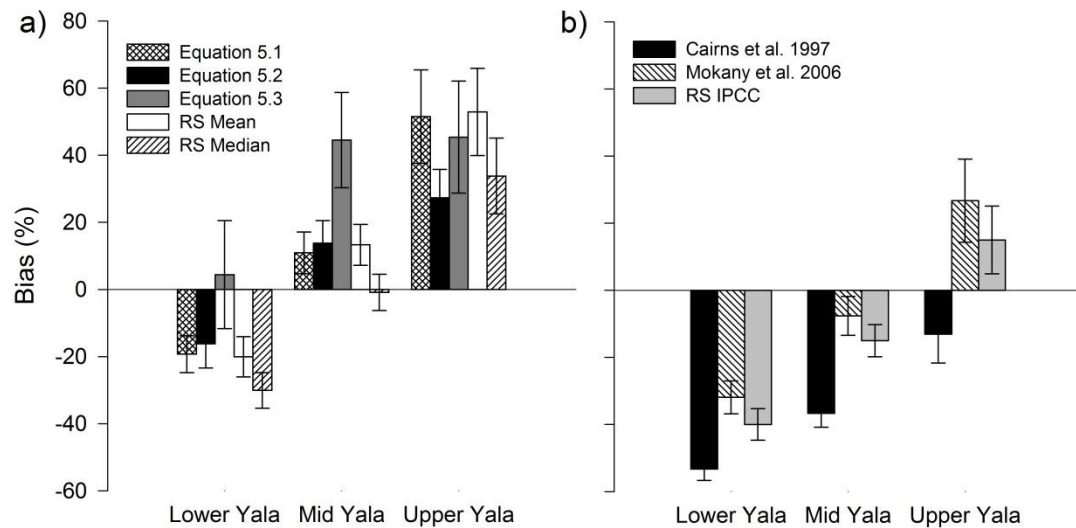 a)
80
60
40
20
0
-20
-40
-60
Bias (%)
Equation 5.1
Equation 5.2
Equation 5.3
RS Mean
RS Median
Lower Yala Mid Yala Upper Yala
b)
Cairns et al. 1997
Mokany et al. 2006
RS IPCC
Lower Yala Mid Yala Upper Yala